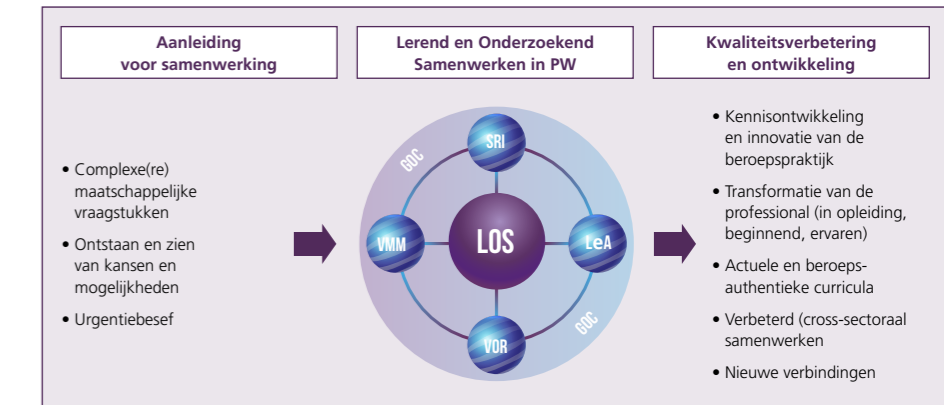 Aanleiding
voor samenwerking
Lerend en Onderzoekend
Samenwerken in PW
Kwaliteitsverbetering
en ontwikkeling
• Complexe(re)
maatschappelijke
vraagstukken
• Ontstaan en zien
van kansen en
mogelijkheden
• Urgentiebesef
GOC
SRI
VMM
LOS
LeA
VOR
GOC
• Kennisontwikkeling
en innovatie van de
beroepspraktijk
• Transformatie van de
professional (in opleiding,
beginnend, ervaren)
• Actuele en beroeps-
authentieke curricula
• Verbeterd (cross-sectoraal
samenwerken
• Nieuwe verbindingen